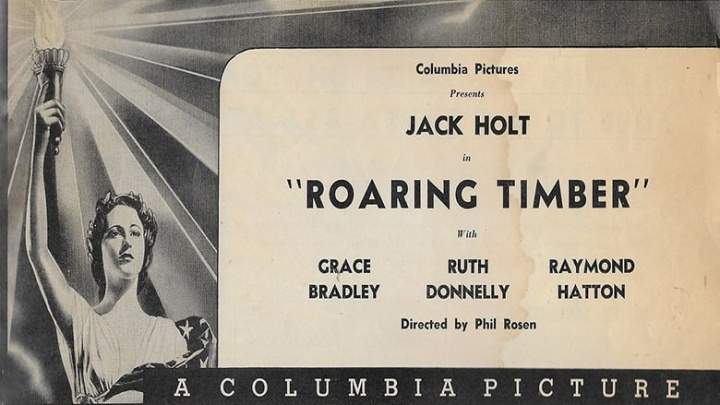 Columbia Pictures
Presents
JACK HOLT
in
"ROARING TIMBER"
With
GRACE BRADLEY
RUTH DONNELLY
RAYMOND HATTON
Directed by Phil Rosen
A COLUMBIA PICTURE